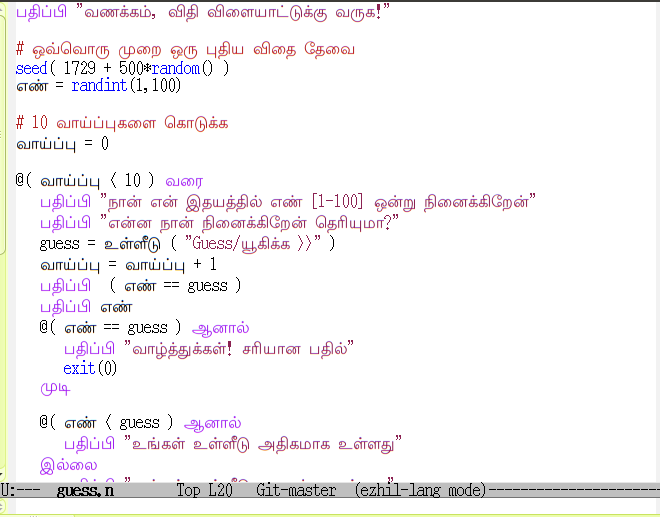 பதிப்பி "வணக்கம், விதி விளையாட்டுக்கு வருக!"
# ஒவ்வொரு முறை ஒரு புதிய விதை தேவை
seed( 1729 + 500*random() )
எண் = randint(1,100)
# 10 வாய்ப்புகளை கொடுக்க
வாய்ப்பு = 0
@( வாய்ப்பு < 10 ) வரை
பதிப்பி "நான் என் இதயத்தில் எண் [1-100] ஒன்று நினைக்கிறேன்"
பதிப்பி "என்ன நான் நினைக்கிறேன் தெரியுமா?"
guess = உள்ளீடு ( "Guess/யூகிக்க >>" )
வாய்ப்பு = வாய்ப்பு + 1
பதிப்பி ( எண் == guess )
பதிப்பி எண்
@( எண் == guess ) ஆனால்
பதிப்பி "வாழ்த்துக்கள்! சரியான பதில்"
exit(0)
முடி
@( எண் < guess ) ஆனால்
பதிப்பி "உங்கள் உள்ளீடு அதிகமாக உள்ளது"
இல்லை
U:--- guess.n Top L20 Git-master (ezhil-lang mode)----------------------